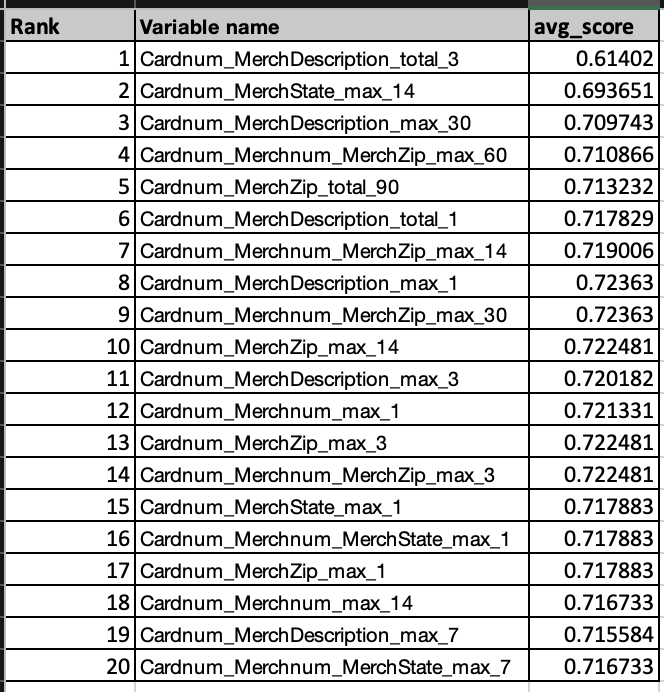 Rank Variable name avg_score
1 Cardnum_MerchDescription_total_3 0.61402
2 Cardnum_MerchState_max_14 0.693651
3 Cardnum_MerchDescription_max_30 0.709743
4 Cardnum_Merchnum_MerchZip_max_60 0.710866
5 Cardnum_MerchZip_total_90 0.713232
6 Cardnum_MerchDescription_total_1 0.717829
7 Cardnum_Merchnum_MerchZip_max_14 0.719006
8 Cardnum_MerchDescription_max_1 0.72363
9 Cardnum_Merchnum_MerchZip_max_30 0.72363
10 Cardnum_MerchZip_max_14 0.722481
11 Cardnum_MerchDescription_max_3 0.720182
12 Cardnum_Merchnum_max_1 0.721331
13 Cardnum_MerchZip_max_3 0.722481
14 Cardnum_Merchnum_MerchZip_max_3 0.722481
15 Cardnum_MerchState_max_1 0.717883
16 Cardnum_Merchnum_MerchState_max_1 0.717883
17 Cardnum_MerchZip_max_1 0.717883
18 Cardnum_Merchnum_max_14 0.716733
19 Cardnum_MerchDescription_max_7 0.715584
20 Cardnum_Merchnum_MerchState_max_7 0.716733